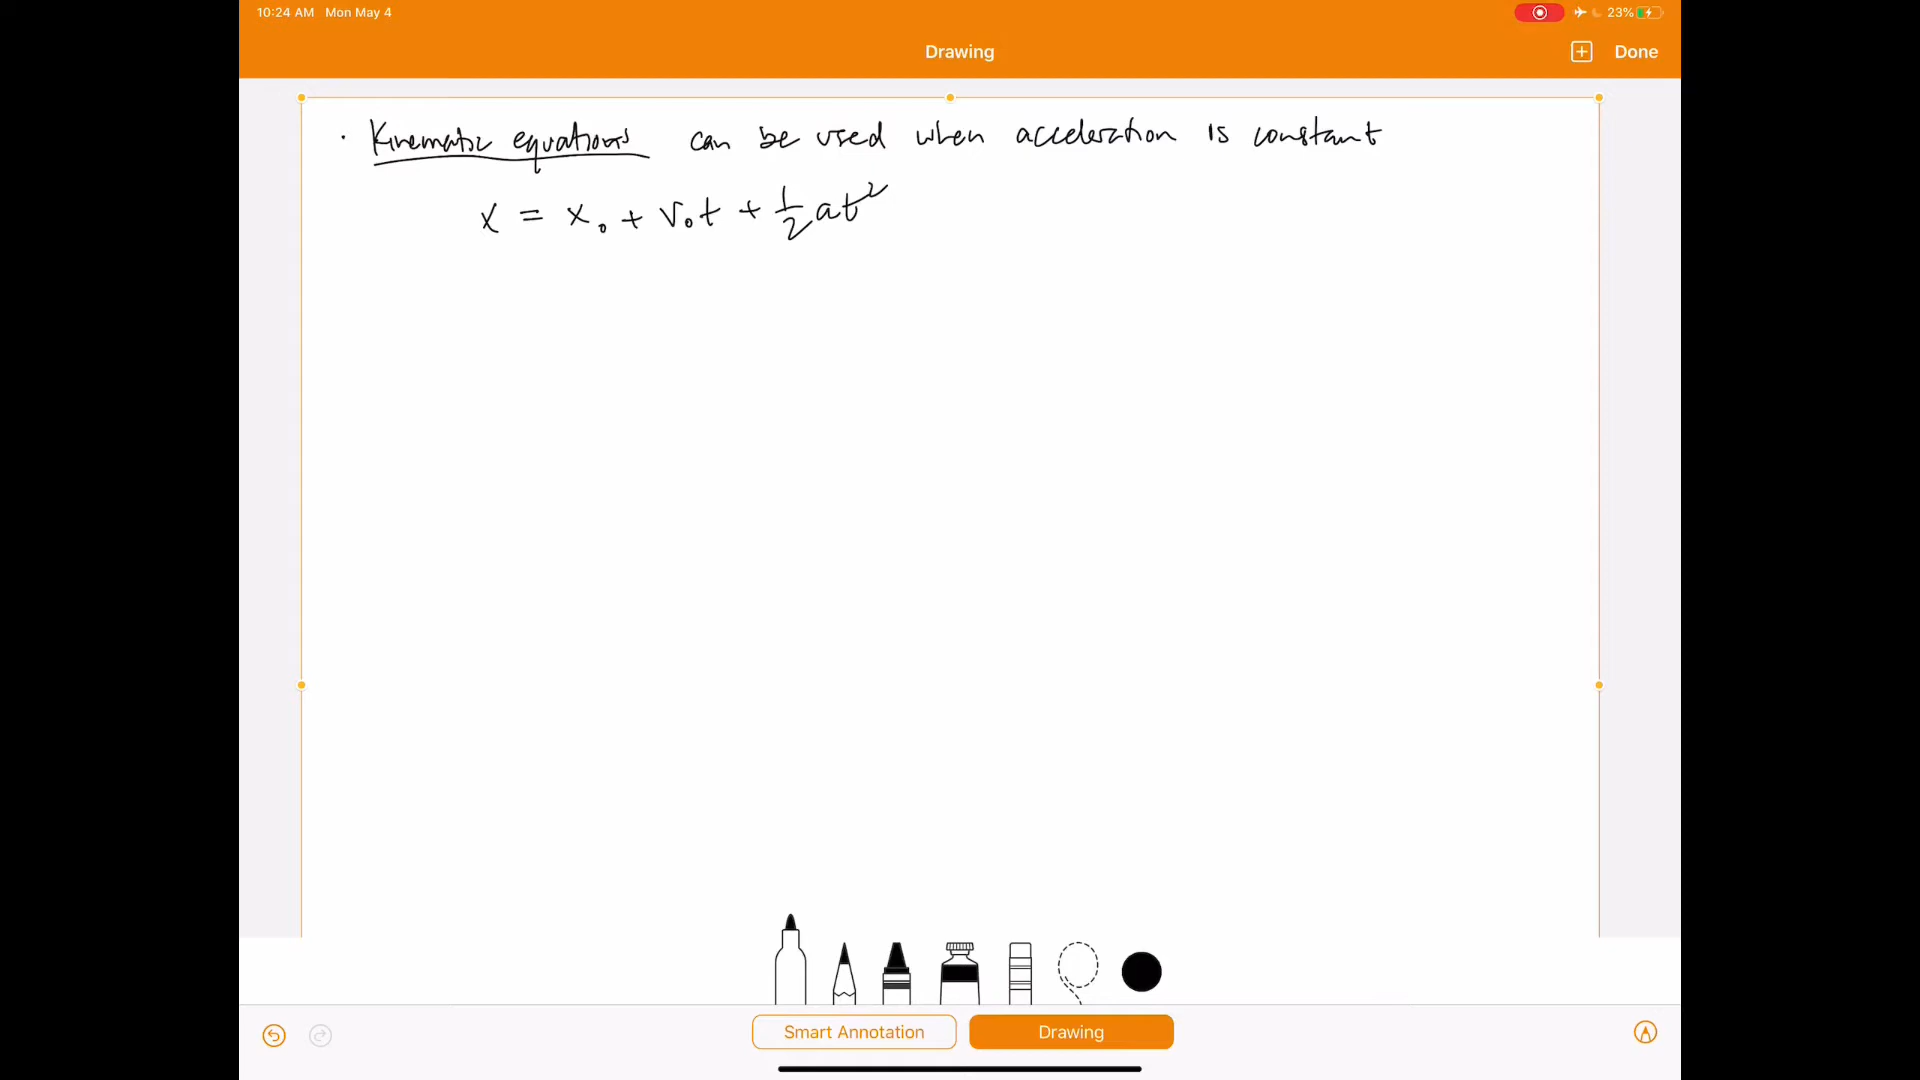 10:24 AM Mon May 4
23%
Drawing
Done
· Kinematic equations can be used when acceleration is constant
x = x₀ + v₀t + ½at²
Smart Annotation
Drawing